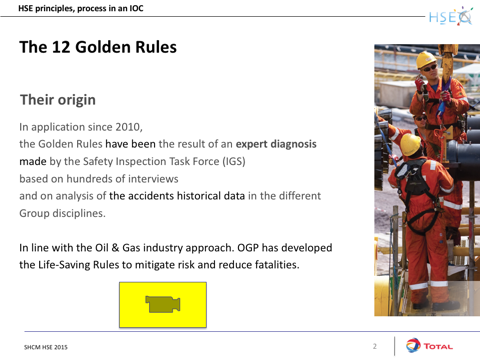 HSE principles, process in an IOC
HSE
The 12 Golden Rules
Their origin
In application since 2010,
the Golden Rules have been the result of an expert diagnosis
made by the Safety Inspection Task Force (IGS)
based on hundreds of interviews
and on analysis of the accidents historical data in the different
Group disciplines.
In line with the Oil & Gas industry approach. OGP has developed
the Life-Saving Rules to mitigate risk and reduce fatalities.
SHCM HSE 2015
2
TOTAL